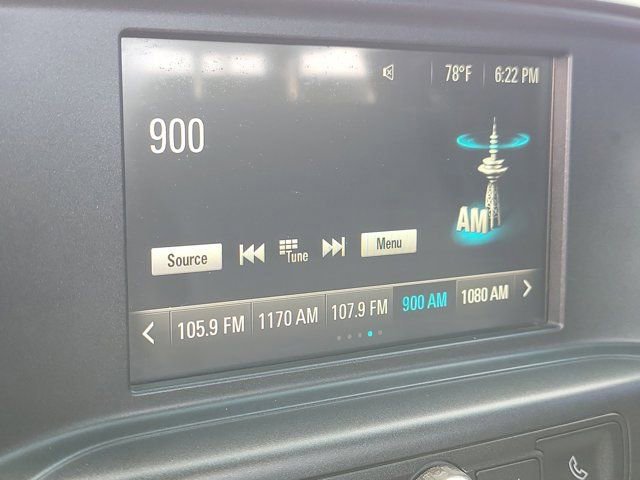 78°F 6:22 PM
900
AM
Source Tune Menu
105.9 FM 1170 AM 107.9 FM 900 AM 1080 AM